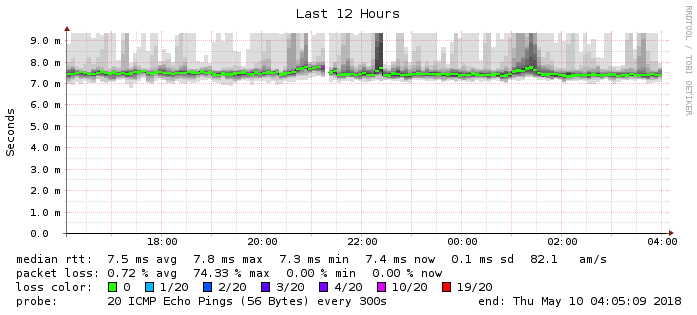 Last 12 Hours
RRDTOOL / TOBI OETIKER
Seconds
9.0 m
8.0 m
7.0 m
6.0 m
5.0 m
4.0 m
3.0 m
2.0 m
1.0 m
0.0
18:00 20:00 22:00 00:00 02:00 04:00
median rtt: 7.5 ms avg 7.8 ms max 7.3 ms min 7.4 ms now 0.1 ms sd 82.1 am/s
packet loss: 0.72 % avg 74.33 % max 0.00 % min 0.00 % now
loss color: 0 1/20 2/20 3/20 4/20 10/20 19/20
probe: 20 ICMP Echo Pings (56 Bytes) every 300s end: Thu May 10 04:05:09 2018